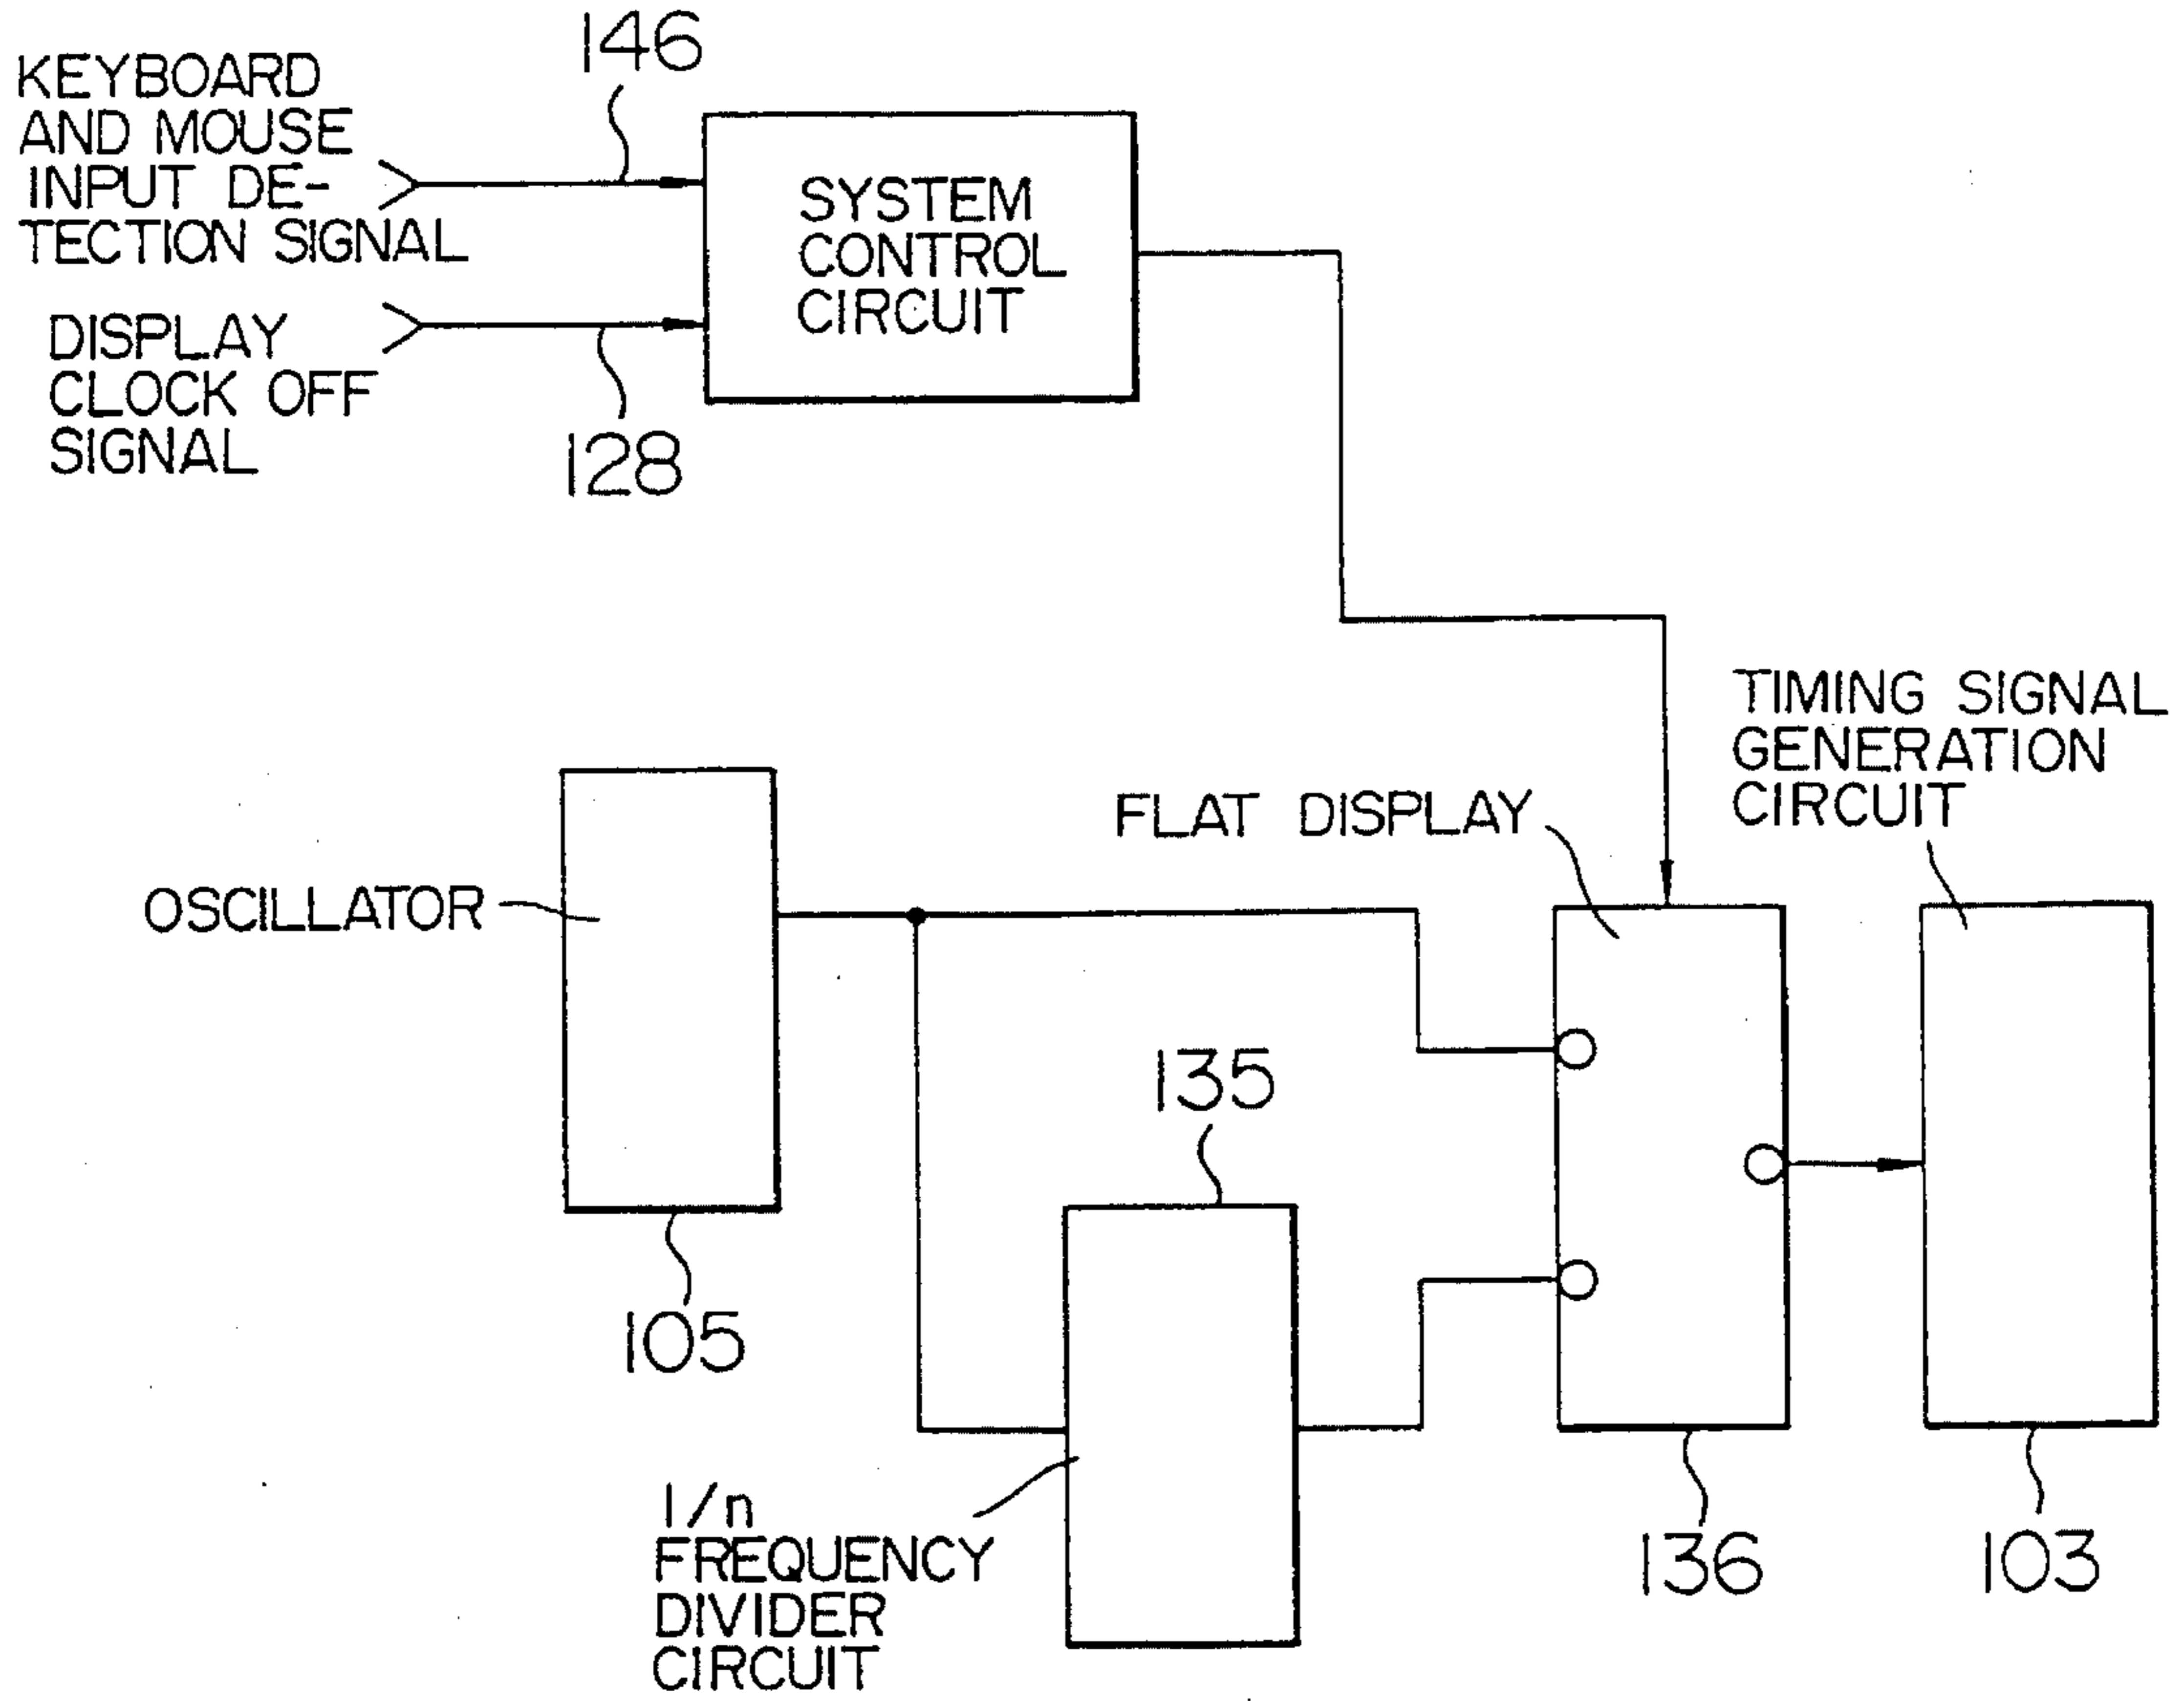 146
KEYBOARD
AND MOUSE
INPUT DE-
TECTION SIGNAL
SYSTEM
CONTROL
CIRCUIT
DISPLAY
CLOCK OFF
SIGNAL
128
TIMING SIGNAL
GENERATION
CIRCUIT
FLAT DISPLAY
OSCILLATOR
135
105
1/n
FREQUENCY
DIVIDER
CIRCUIT
136
103